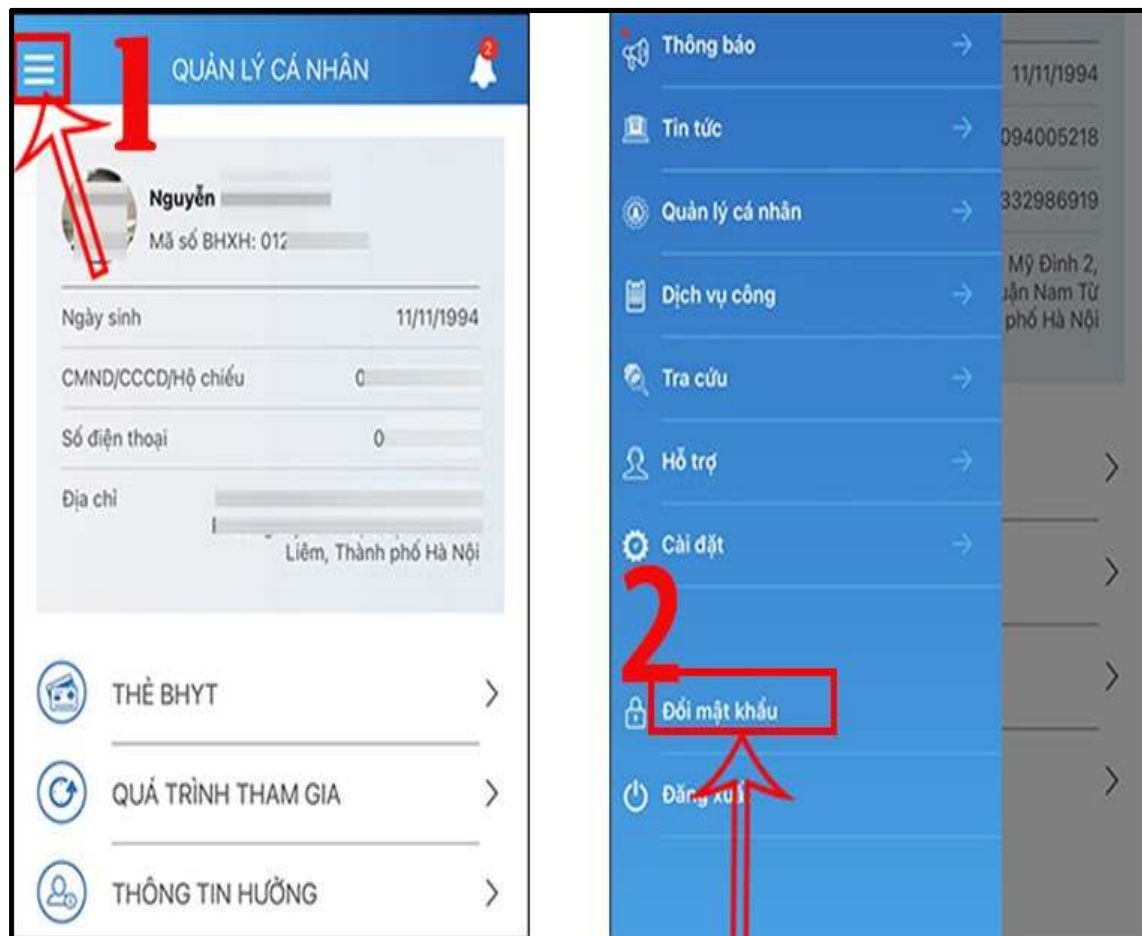 1
QUẢN LÝ CÁ NHÂN
2
Nguyễn
Mã số BHXH: 012
Ngày sinh 11/11/1994
CMND/CCCD/Hộ chiếu 0
Số điện thoại 0
Địa chỉ
Liêm, Thành phố Hà Nội
THẺ BHYT
QUÁ TRÌNH THAM GIA
THÔNG TIN HƯỞNG
Thông báo
Tin tức
Quản lý cá nhân
Dịch vụ công
Tra cứu
Hỗ trợ
Cài đặt
2
Đổi mật khẩu
Đăng xuất
11/11/1994
094005218
332986919
Mỹ Đình 2,
uận Nam Từ
phố Hà Nội